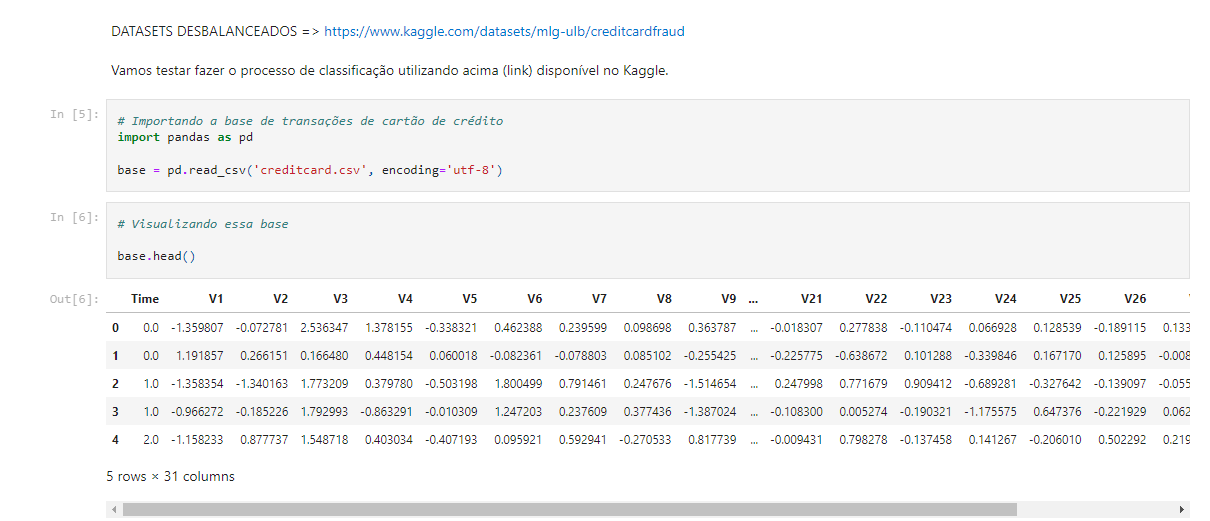 DATASETS DESBALANCEADOS => https://www.kaggle.com/datasets/mlg-ulb/creditcardfraud
Vamos testar fazer o processo de classificação utilizando acima (link) disponível no Kaggle.
In [5]:
# Importando a base de transações de cartão de crédito
import pandas as pd
base = pd.read_csv('creditcard.csv', encoding='utf-8')
In [6]:
# Visualizando essa base
base.head()
Out[6]:
Time V1 V2 V3 V4 V5 V6 V7 V8 V9 ... V21 V22 V23 V24 V25 V26
0 0.0 -1.359807 -0.072781 2.536347 1.378155 -0.338321 0.462388 0.239599 0.098698 0.363787 ... -0.018307 0.277838 -0.110474 0.066928 0.128539 -0.189115 0.133
1 0.0 1.191857 0.266151 0.166480 0.448154 0.060018 -0.082361 -0.078803 0.085102 -0.255425 ... -0.225775 -0.638672 0.101288 -0.339846 0.167170 0.125895 -0.008
2 1.0 -1.358354 -1.340163 1.773209 0.379780 -0.503198 1.800499 0.791461 0.247676 -1.514654 ... 0.247998 0.771679 0.909412 -0.689281 -0.327642 -0.139097 -0.055
3 1.0 -0.966272 -0.185226 1.792993 -0.863291 -0.010309 1.247203 0.237609 0.377436 -1.387024 ... -0.108300 0.005274 -0.190321 -1.175575 0.647376 -0.221929 0.062
4 2.0 -1.158233 0.877737 1.548718 0.403034 -0.407193 0.095921 0.592941 -0.270533 0.817739 ... -0.009431 0.798278 -0.137458 0.141267 -0.206010 0.502292 0.219
5 rows × 31 columns